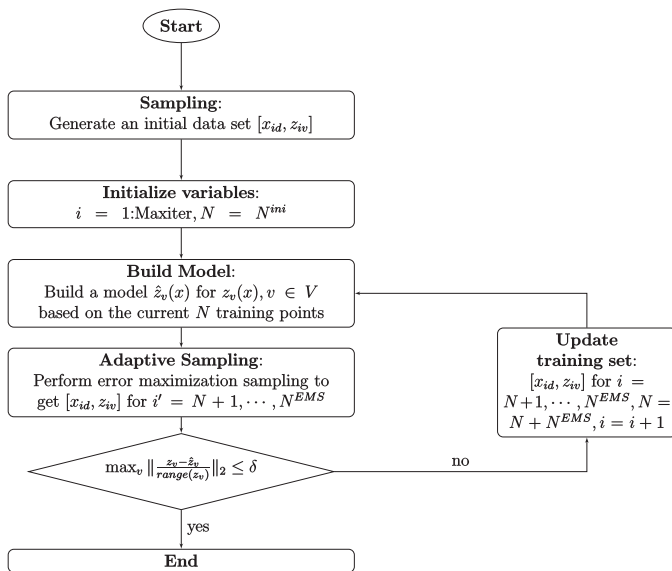 Start
Sampling:
Generate an initial data set [x_{id}, z_{iv}]
Initialize variables:
i = 1:Maxiter, N = N^{ini}
Build Model:
Build a model ẑ_v(x) for z_v(x), v ∈ V
based on the current N training points
Adaptive Sampling:
Perform error maximization sampling to
get [x_{id}, z_{iv}] for i' = N + 1, ⋯, N^{EMS}
max_v ‖\frac{z_v − ẑ_v}{range(z_v)}‖_2 ≤ δ
no
yes
End
Update
training set:
[x_{id}, z_{iv}] for i =
N+1, ⋯, N^{EMS}, N =
N + N^{EMS}, i = i + 1